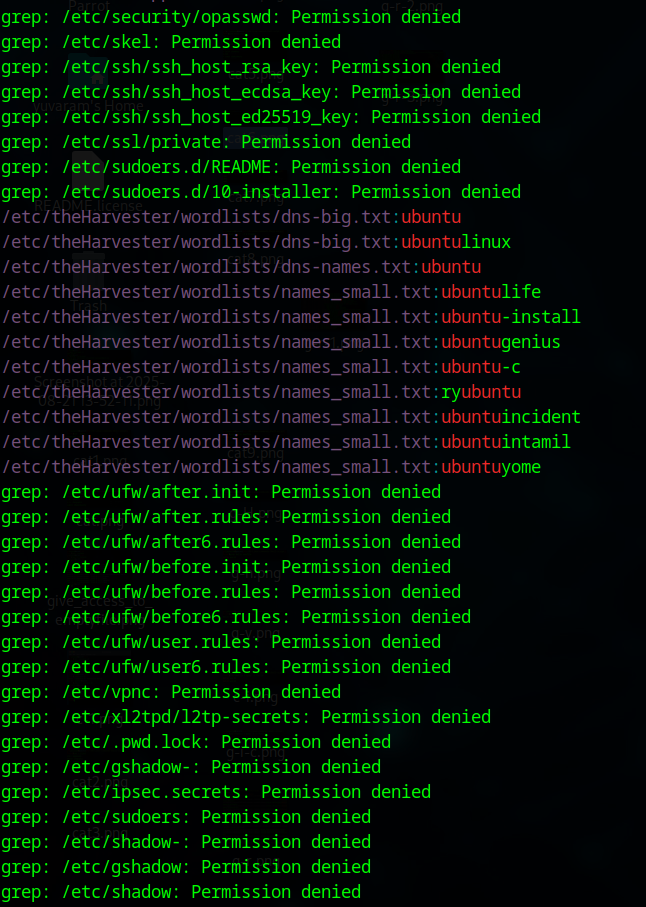 grep: /etc/security/opasswd: Permission denied
grep: /etc/skel: Permission denied
grep: /etc/ssh/ssh_host_rsa_key: Permission denied
grep: /etc/ssh/ssh_host_ecdsa_key: Permission denied
grep: /etc/ssh/ssh_host_ed25519_key: Permission denied
grep: /etc/ssl/private: Permission denied
grep: /etc/sudoers.d/README: Permission denied
grep: /etc/sudoers.d/10-installer: Permission denied
/etc/theHarvester/wordlists/dns-big.txt:ubuntu
/etc/theHarvester/wordlists/dns-big.txt:ubuntulinux
/etc/theHarvester/wordlists/dns-names.txt:ubuntu
/etc/theHarvester/wordlists/names_small.txt:ubuntulife
/etc/theHarvester/wordlists/names_small.txt:ubuntu-install
/etc/theHarvester/wordlists/names_small.txt:ubuntugenius
/etc/theHarvester/wordlists/names_small.txt:ubuntu-c
/etc/theHarvester/wordlists/names_small.txt:ryubuntu
/etc/theHarvester/wordlists/names_small.txt:ubuntuincident
/etc/theHarvester/wordlists/names_small.txt:ubuntuintamil
/etc/theHarvester/wordlists/names_small.txt:ubuntuyome
grep: /etc/ufw/after.init: Permission denied
grep: /etc/ufw/after.rules: Permission denied
grep: /etc/ufw/after6.rules: Permission denied
grep: /etc/ufw/before.init: Permission denied
grep: /etc/ufw/before.rules: Permission denied
grep: /etc/ufw/before6.rules: Permission denied
grep: /etc/ufw/user.rules: Permission denied
grep: /etc/ufw/user6.rules: Permission denied
grep: /etc/vpnc: Permission denied
grep: /etc/xl2tpd/l2tp-secrets: Permission denied
grep: /etc/.pwd.lock: Permission denied
grep: /etc/gshadow-: Permission denied
grep: /etc/ipsec.secrets: Permission denied
grep: /etc/sudoers: Permission denied
grep: /etc/shadow-: Permission denied
grep: /etc/gshadow: Permission denied
grep: /etc/shadow: Permission denied